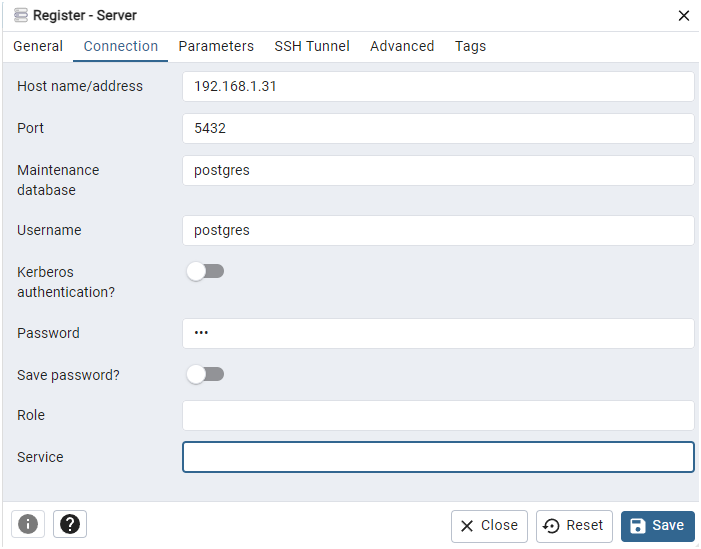 Register - Server
General Connection Parameters SSH Tunnel Advanced Tags
Host name/address 192.168.1.31
Port 5432
Maintenance database postgres
Username postgres
Kerberos authentication?
Password •••
Save password?
Role
Service
Close Reset Save